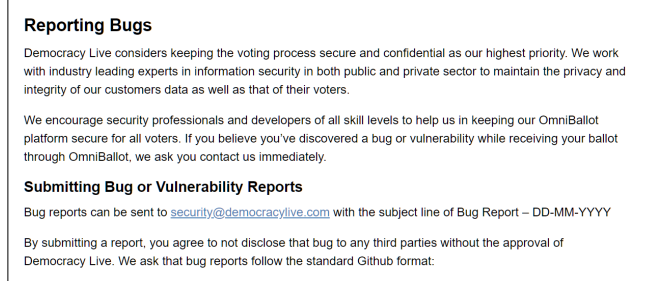 Reporting Bugs
Democracy Live considers keeping the voting process secure and confidential as our highest priority. We work
with industry leading experts in information security in both public and private sector to maintain the privacy and
integrity of our customers data as well as that of their voters.
We encourage security professionals and developers of all skill levels to help us in keeping our OmniBallot
platform secure for all voters. If you believe you've discovered a bug or vulnerability while receiving your ballot
through OmniBallot, we ask you contact us immediately.
Submitting Bug or Vulnerability Reports
Bug reports can be sent to security@democracylive.com with the subject line of Bug Report – DD-MM-YYYY
By submitting a report, you agree to not disclose that bug to any third parties without the approval of
Democracy Live. We ask that bug reports follow the standard Github format: